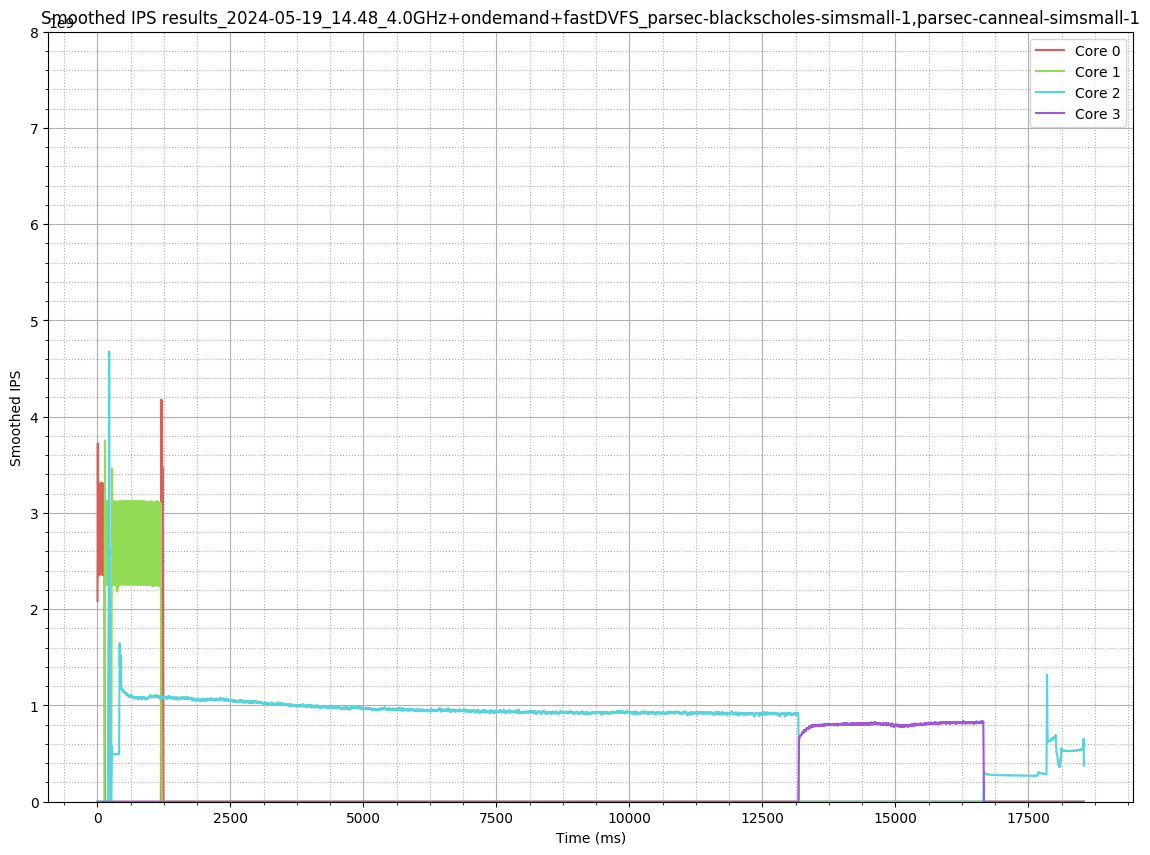 Smoothed IPS results_2024-05-19_14.48_4.0GHz+ondemand+fastDVFS_parsec-blackscholes-simsmall-1,parsec-canneal-simsmall-1
1e9
8
7
6
5
4
3
2
1
0
Smoothed IPS
Core 0
Core 1
Core 2
Core 3
0 2500 5000 7500 10000 12500 15000 17500
Time (ms)